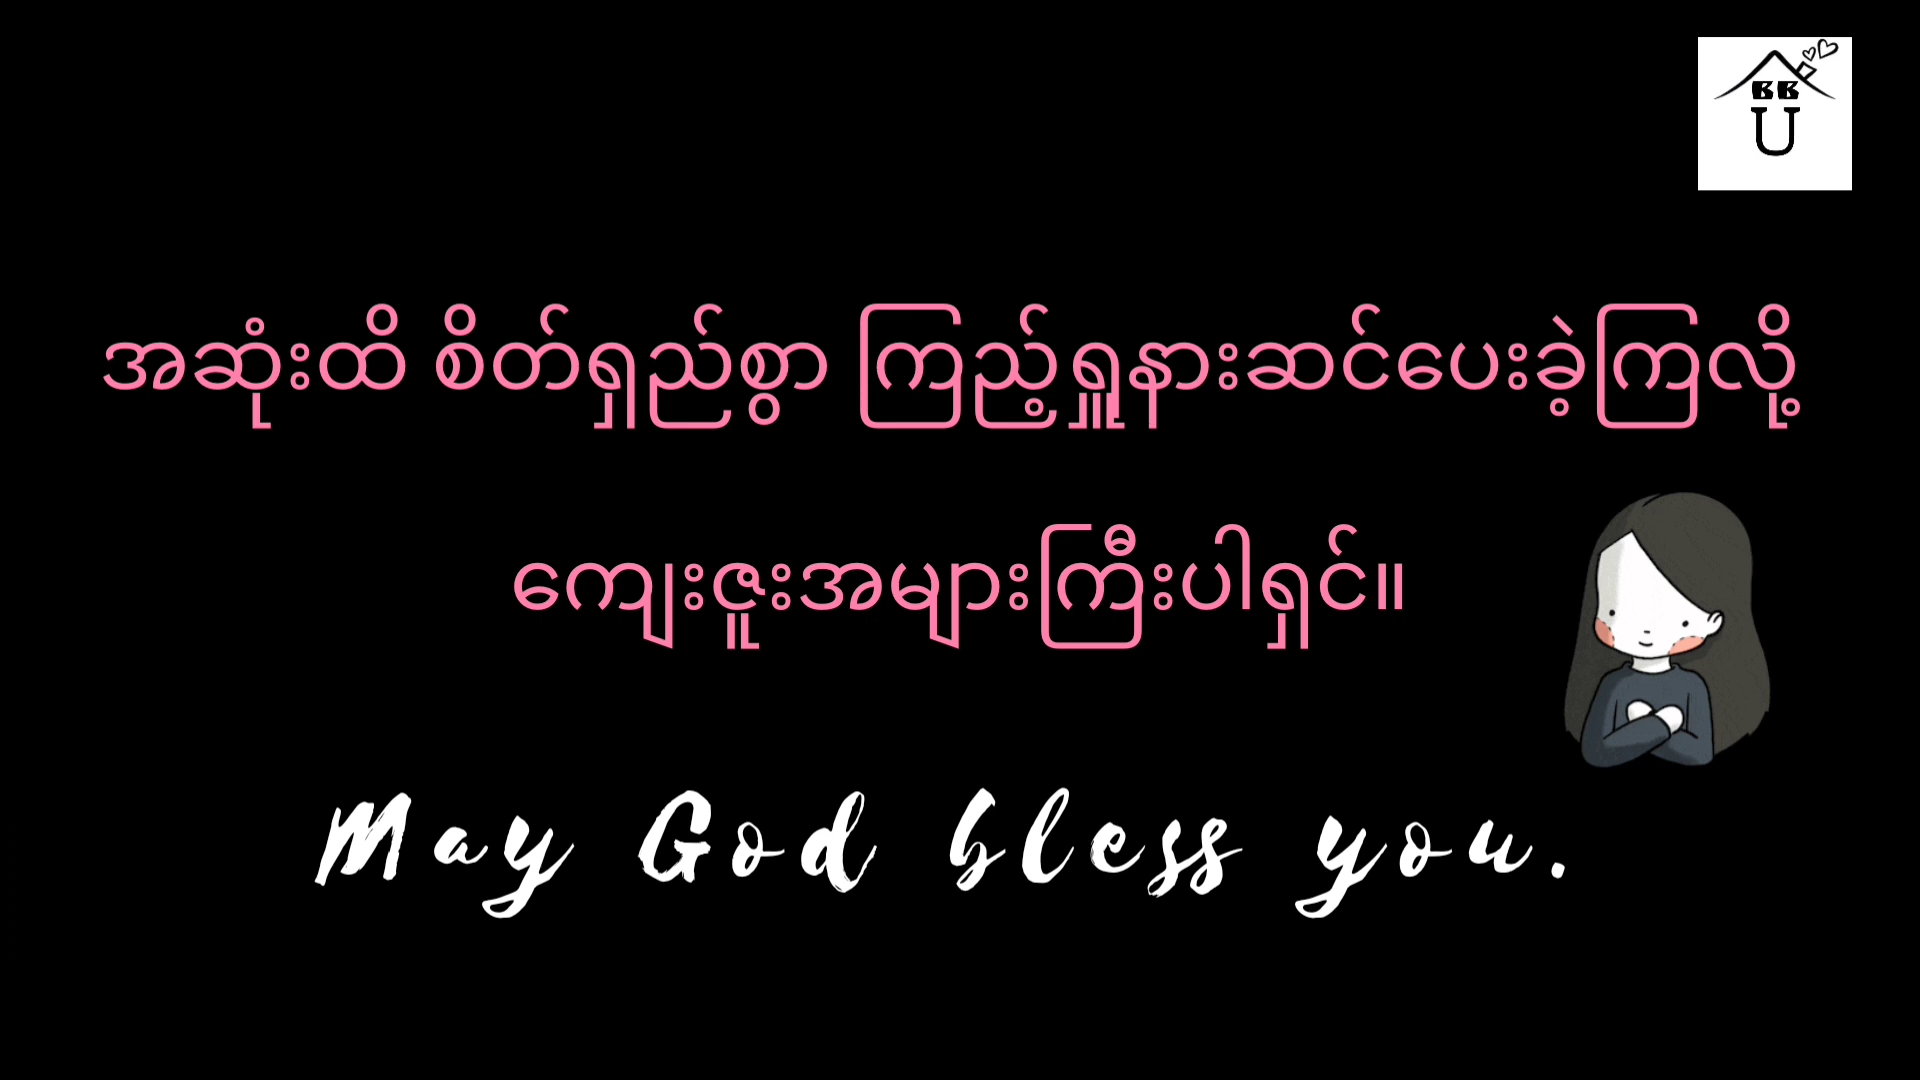 BB
U
အဆုံးထိ စိတ်ရှည်စွာ ကြည့်ရှုနားဆင်ပေးခဲ့ကြလို့
ကျေးဇူးအများကြီးပါရှင်။
May God bless you.